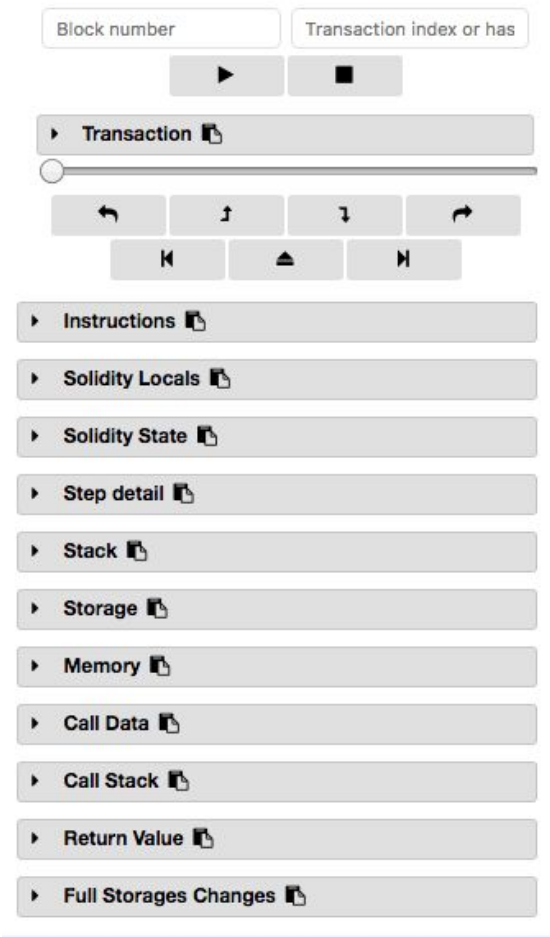 Block number
Transaction index or has
Transaction
Instructions
Solidity Locals
Solidity State
Step detail
Stack
Storage
Memory
Call Data
Call Stack
Return Value
Full Storages Changes